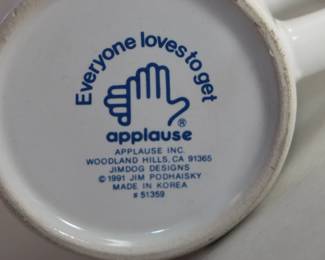 Everyone loves to get
®
applause
APPLAUSE INC.
WOODLAND HILLS, CA 91365
JIMDOG DESIGNS
©1991 JIM PODHAISKY
MADE IN KOREA
# 51359